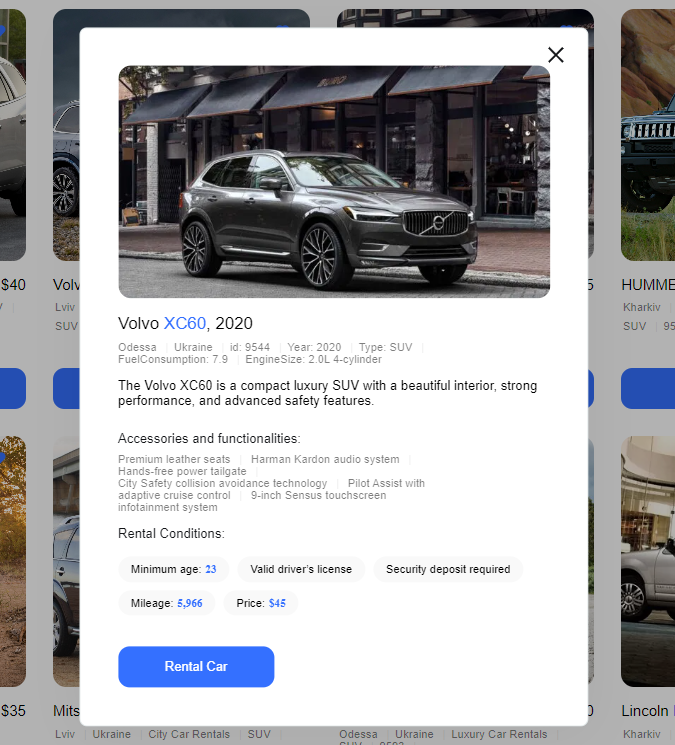 Volvo XC60, 2020
Odessa | Ukraine | id: 9544 | Year: 2020 | Type: SUV |
FuelConsumption: 7.9 | EngineSize: 2.0L 4-cylinder
The Volvo XC60 is a compact luxury SUV with a beautiful interior, strong
performance, and advanced safety features.
Accessories and functionalities:
Premium leather seats | Harman Kardon audio system |
Hands-free power tailgate |
City Safety collision avoidance technology | Pilot Assist with
adaptive cruise control | 9-inch Sensus touchscreen
infotainment system
Rental Conditions:
Minimum age: 23
Valid driver's license
Security deposit required
Mileage: 5,966
Price: $45
Rental Car
$40
Lviv
SUV
HUMME
Kharkiv
SUV
$35
Mits
Lviv | Ukraine | City Car Rentals | SUV
Odessa | Ukraine | Luxury Car Rentals
Lincoln
Kharkiv